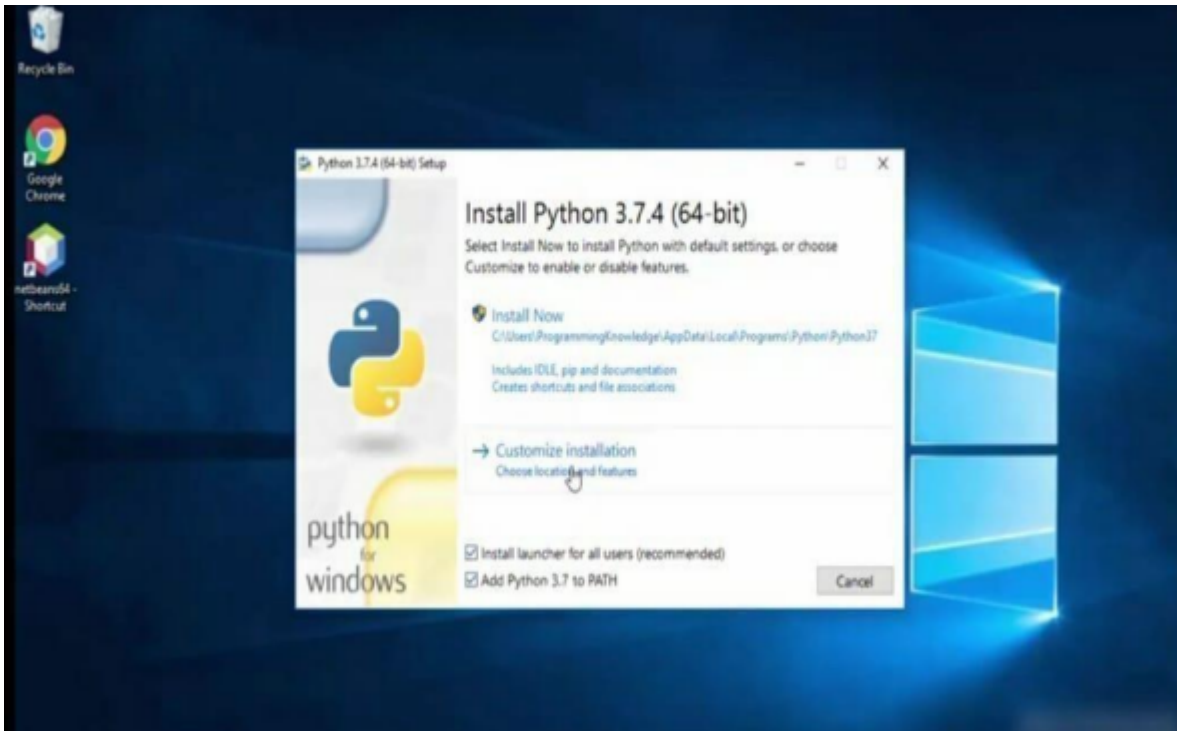 Recycle Bin
Google
Chrome
netbeans64 -
Shortcut
Python 3.7.4 (64-bit) Setup
Install Python 3.7.4 (64-bit)
Select Install Now to install Python with default settings, or choose
Customize to enable or disable features.
Install Now
C:\Users\ProgrammingKnowledge\AppData\Local\Programs\Python\Python37
Includes IDLE, pip and documentation
Creates shortcuts and file associations
Customize installation
Choose location and features
python
for
windows
Install launcher for all users (recommended)
Add Python 3.7 to PATH
Cancel